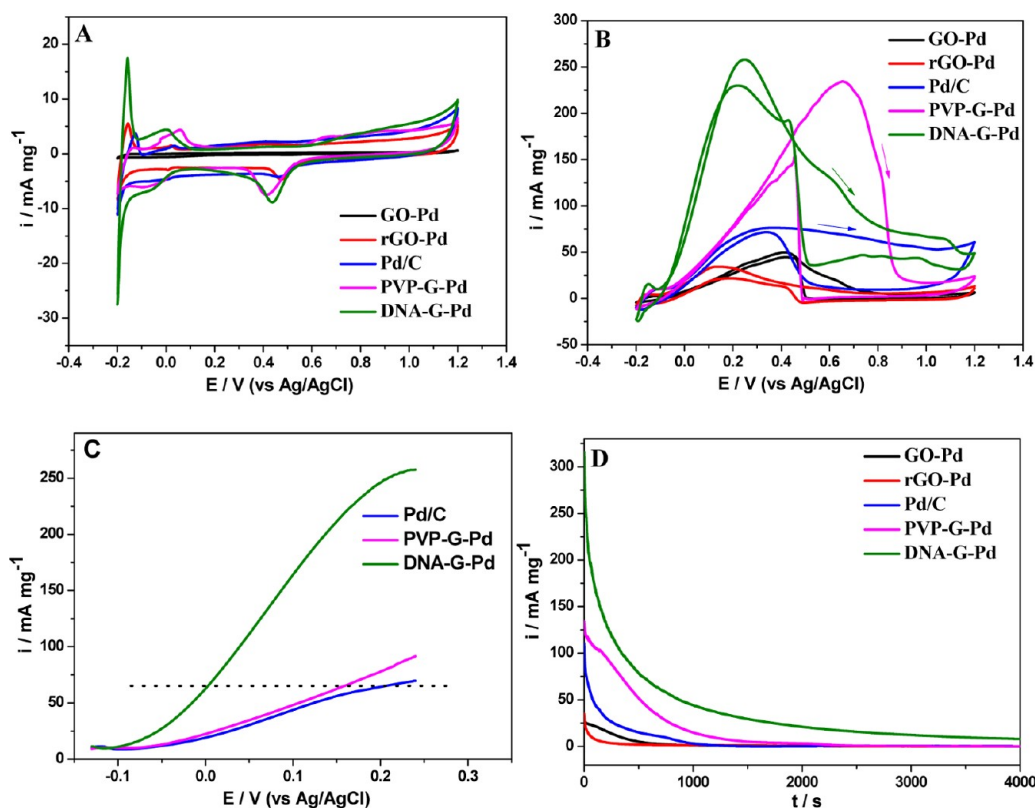 A
20
10
0
-10
-20
-30
i / mA mg⁻¹
GO-Pd
rGO-Pd
Pd/C
PVP-G-Pd
DNA-G-Pd
-0.4 -0.2 0.0 0.2 0.4 0.6 0.8 1.0 1.2 1.4
E / V (vs Ag/AgCl)
B
300
250
200
150
100
50
0
-50
i / mA mg⁻¹
GO-Pd
rGO-Pd
Pd/C
PVP-G-Pd
DNA-G-Pd
-0.4 -0.2 0.0 0.2 0.4 0.6 0.8 1.0 1.2 1.4
E / V (vs Ag/AgCl)
C
250
200
150
100
50
0
i / mA mg⁻¹
Pd/C
PVP-G-Pd
DNA-G-Pd
-0.1 0.0 0.1 0.2 0.3
E / V (vs Ag/AgCl)
D
300
250
200
150
100
50
0
i / mA mg⁻¹
GO-Pd
rGO-Pd
Pd/C
PVP-G-Pd
DNA-G-Pd
0 1000 2000 3000 4000
t / s